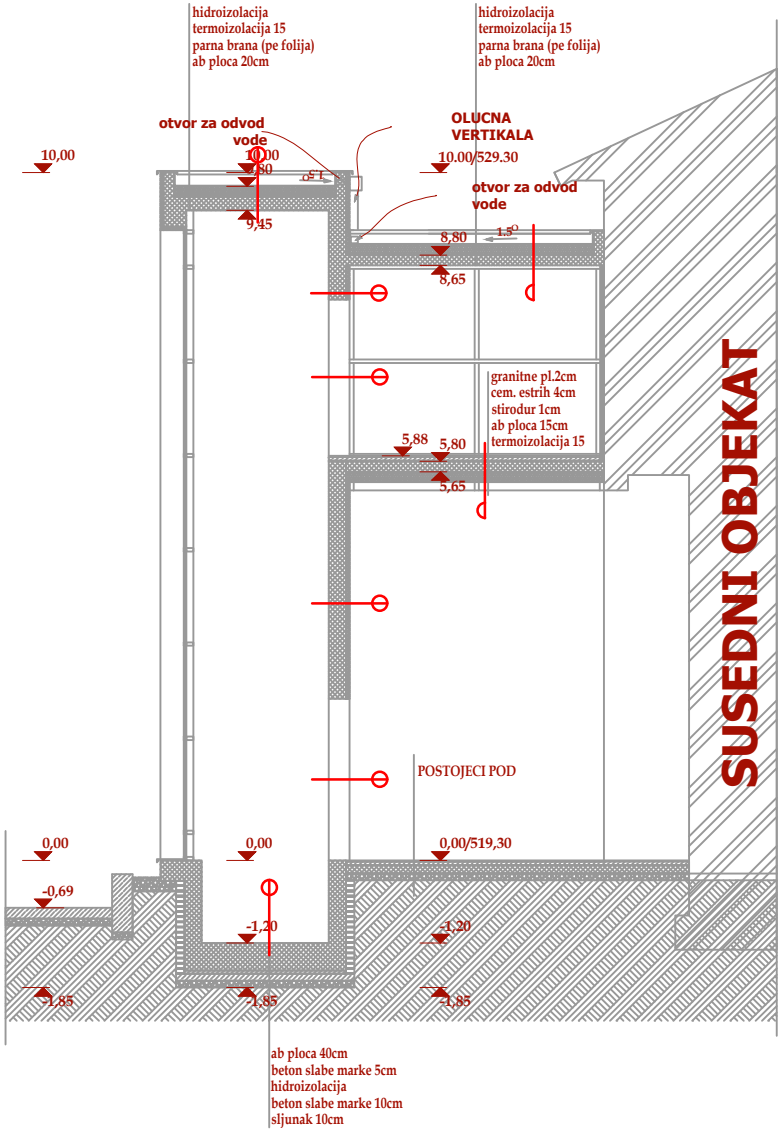 hidroizolacija
termoizolacija 15
parna brana (pe folija)
ab ploca 20cm
hidroizolacija
termoizolacija 15
parna brana (pe folija)
ab ploca 20cm
otvor za odvod
vode
OLUCNA
VERTIKALA
10,00
10,00
9,80
10.00/529.30
1.5°
otvor za odvod
vode
9,45
8,80
1.5°
8,65
granitne pl.2cm
cem. estrih 4cm
stirodur 1cm
ab ploca 15cm
termoizolacija 15
5,88
5,80
5,65
SUSEDNI OBJEKAT
POSTOJECI POD
0,00
0,00
0,00/519,30
-0,69
-1,20
-1,20
-1,85
-1,85
-1,85
ab ploca 40cm
beton slabe marke 5cm
hidroizolacija
beton slabe marke 10cm
sljunak 10cm